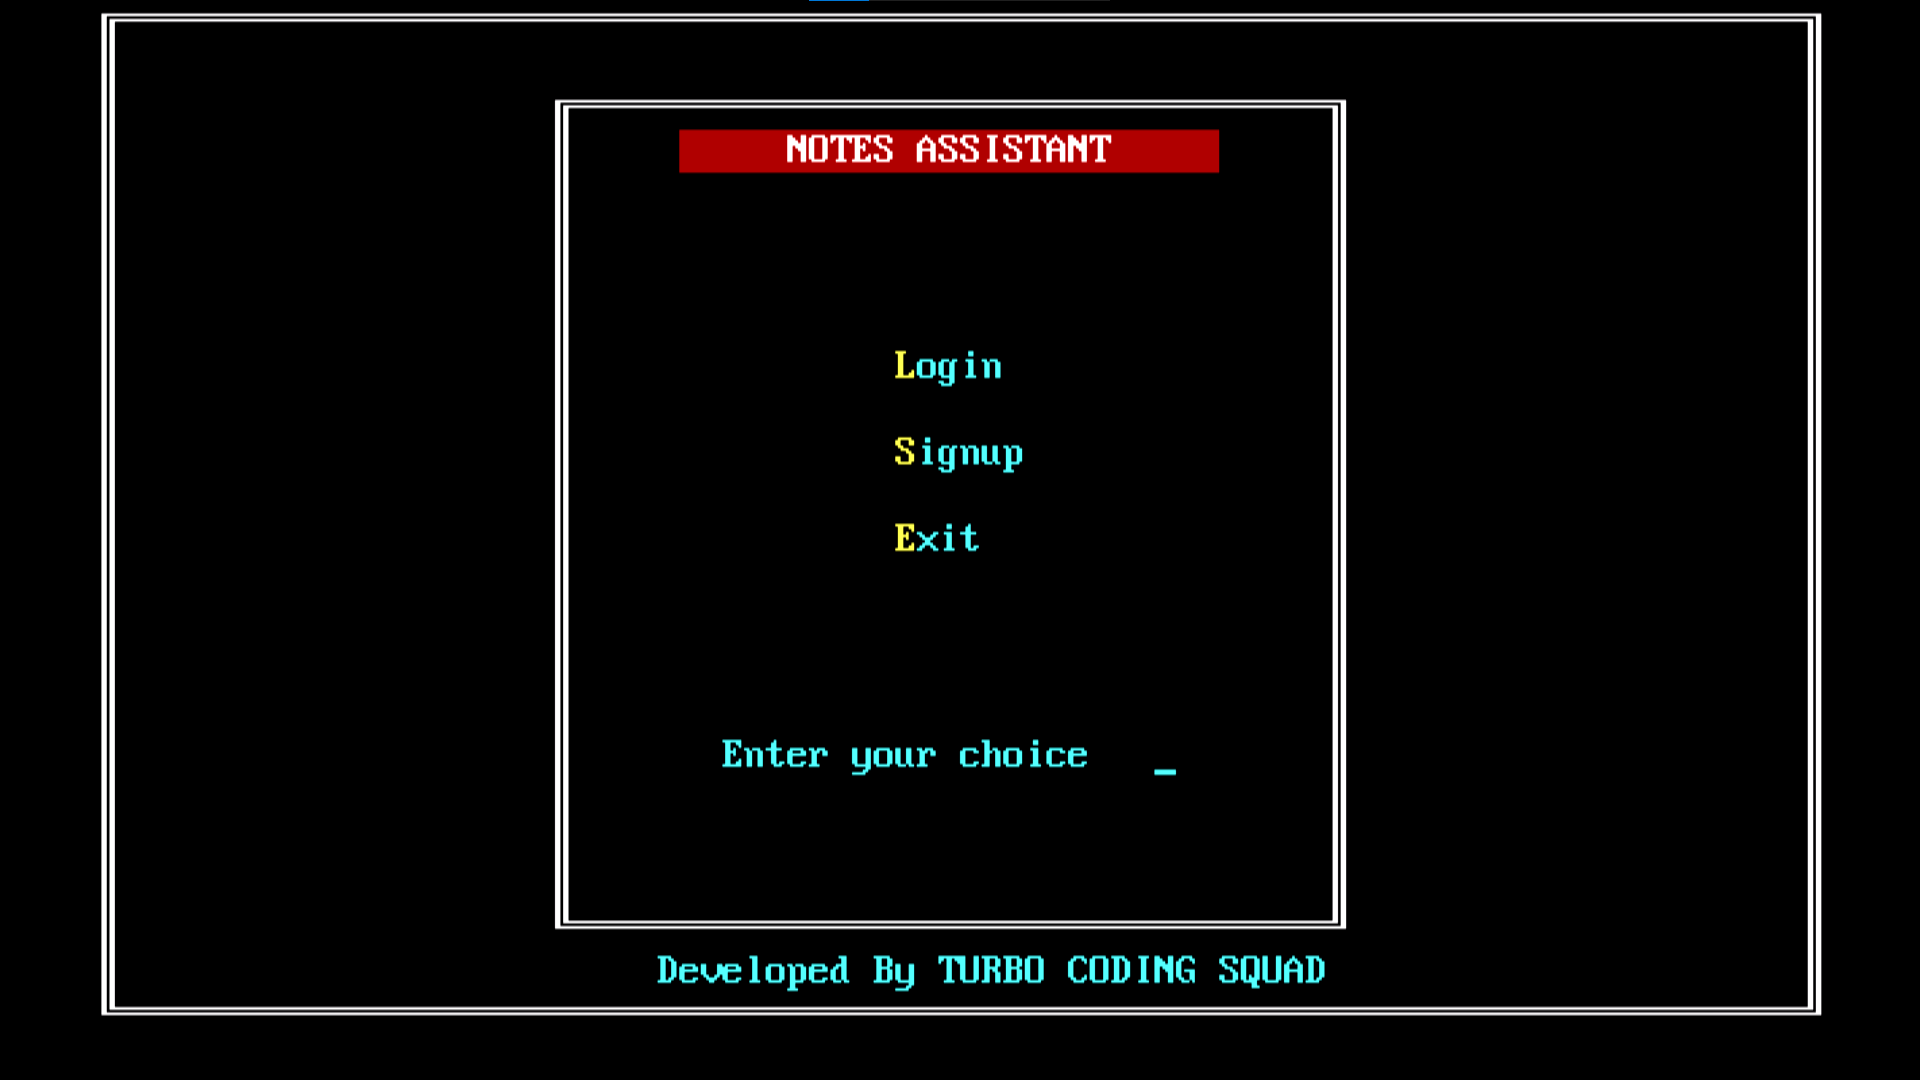 NOTES ASSISTANT
Login
Signup
Exit
Enter your choice _
Developed By TURBO CODING SQUAD